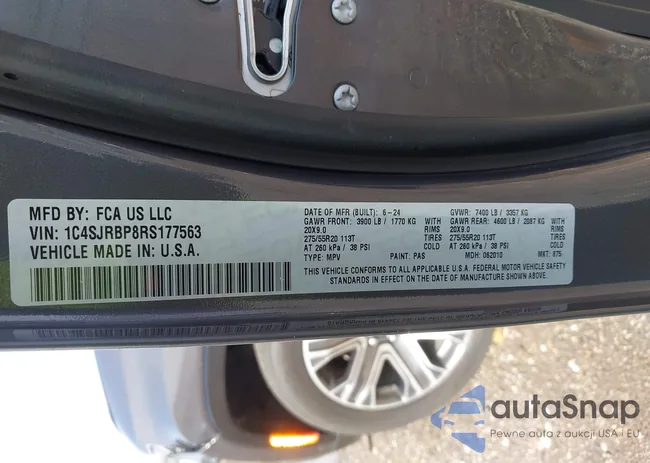 MFD BY: FCA US LLC
VIN: 1C4SJRBP8RS177563
VEHICLE MADE IN U.S.A.
DATE OF MFR (BUILT): 6-24 GVWR: 7400 LB / 3357 KG
GAWR FRONT: 3900 LB / 1770 KG GAWR REAR: 4600 LB / 2087 KG
20X9.0 RIMS 20X9.0 RIMS
275/55R20 113T TIRES 275/55R20 113T TIRES
AT 260 kPa / 38 PSI COLD AT 260 kPa / 38 PSI COLD
TYPE: MPV PAINT: PAS MDH: 062010 MKT: 875
THIS VEHICLE CONFORMS TO ALL APPLICABLE U.S.A. FEDERAL MOTOR VEHICLE SAFETY
STANDARDS IN EFFECT ON THE DATE OF MANUFACTURE SHOWN ABOVE
autoSnap
Pewne auta z aukcji USA i EU